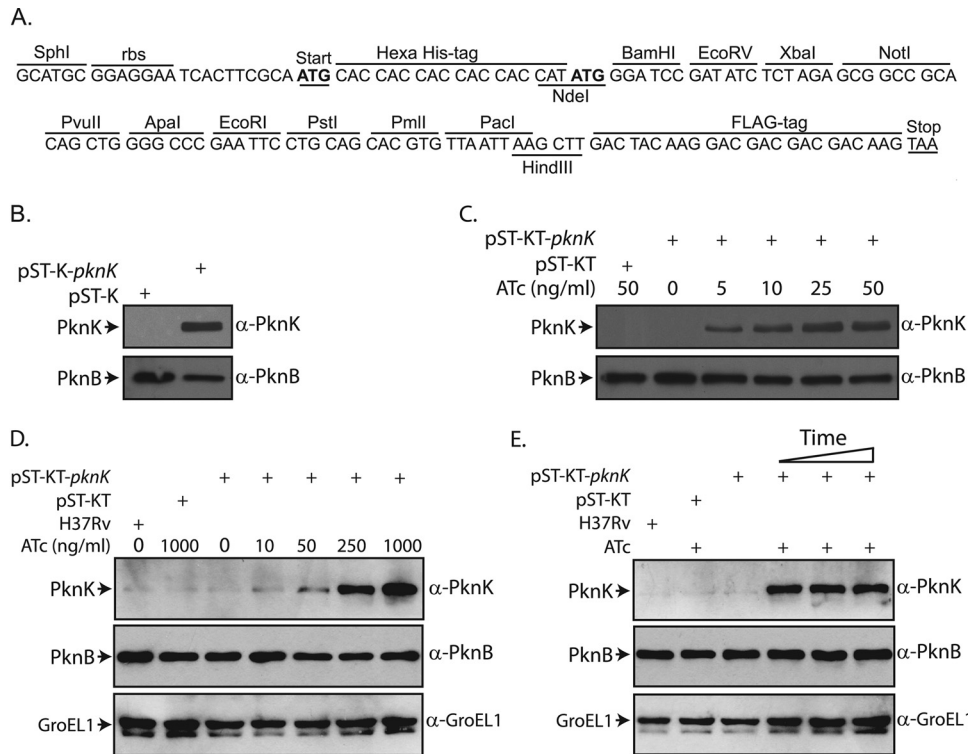 A.
SphI rbs Start Hexa His-tag BamHI EcoRV XbaI NotI
GCATGC GGAGGAA TCACTTCGCA ATG CAC CAC CAC CAC CAC CAT ATG GGA TCC GAT ATC TCT AGA GCG GCC GCA
NdeI
PvuII ApaI EcoRI PstI PmlI PacI FLAG-tag Stop
CAG CTG GGG CCC GAA TTC CTG CAG CAC GTG TTAATT AAG CTT GAC TAC AAG GAC GAC GAC GAC AAG TAA
HindIII
B.
pST-K-pknK +
pST-K +
PknK α-PknK
PknB α-PknB
C.
pST-KT-pknK + + + + +
pST-KT +
ATc (ng/ml) 50 0 5 10 25 50
PknK α-PknK
PknB α-PknB
D.
pST-KT-pknK + + + + +
pST-KT +
H37Rv +
ATc (ng/ml) 0 1000 0 10 50 250 1000
PknK α-PknK
PknB α-PknB
GroEL1 α-GroEL1
E.
Time
pST-KT-pknK + + + +
pST-KT +
H37Rv +
ATc + + + +
PknK α-PknK
PknB α-PknB
GroEL1 α-GroEL1